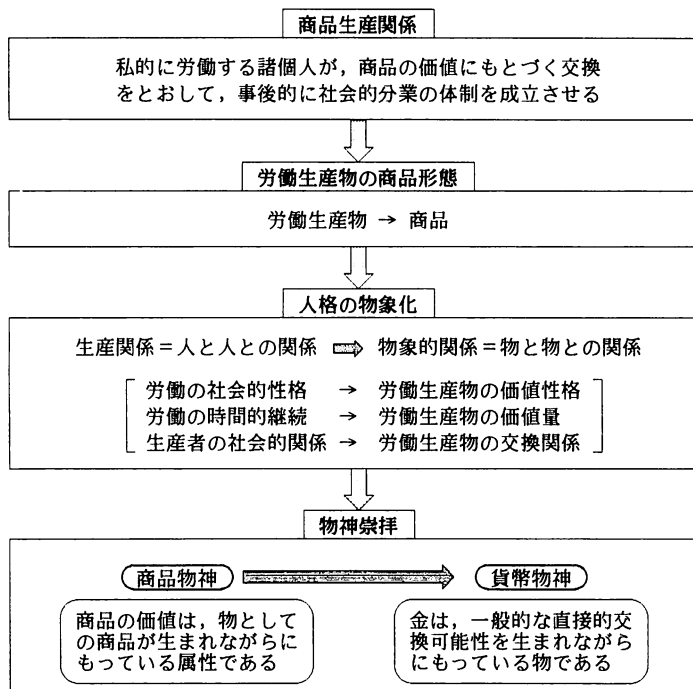 商品生産関係
私的に労働する諸個人が，商品の価値にもとづく交換
をとおして，事後的に社会的分業の体制を成立させる
労働生産物の商品形態
労働生産物 → 商品
人格の物象化
生産関係＝人と人との関係 ⇨ 物象的関係＝物と物との関係
労働の社会的性格 → 労働生産物の価値性格
労働の時間的継続 → 労働生産物の価値量
生産者の社会的関係 → 労働生産物の交換関係
物神崇拝
商品物神
貨幣物神
商品の価値は，物として
の商品が生まれながらに
もっている属性である
金は，一般的な直接的交
換可能性を生まれながら
にもっている物である